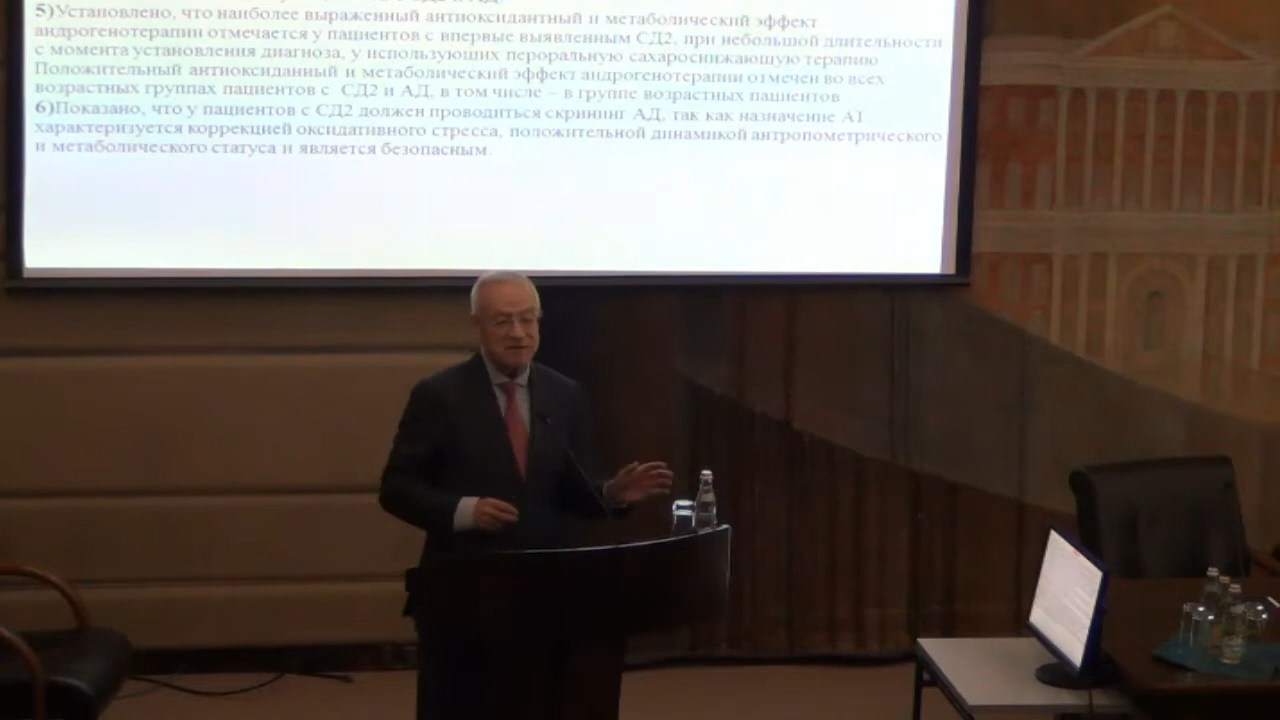 5)Установлено, что наиболее выраженный антиоксидантный и метаболический эффект
андрогенотерапии отмечается у пациентов с впервые выявленным СД2, при небольшой длительности
с момента установления диагноза, у использующих пероральную сахароснижающую терапию
Положительный антиоксиданный и метаболический эффект андрогенотерапии отмечен во всех
возрастных группах пациентов с СД2 и АД, в том числе – в группе возрастных пациентов
6)Показано, что у пациентов с СД2 должен проводиться скрининг АД, так как назначение АТ
характеризуется коррекцией оксидативного стресса, положительной динамикой антропометрического
и метаболического статуса и является безопасным.